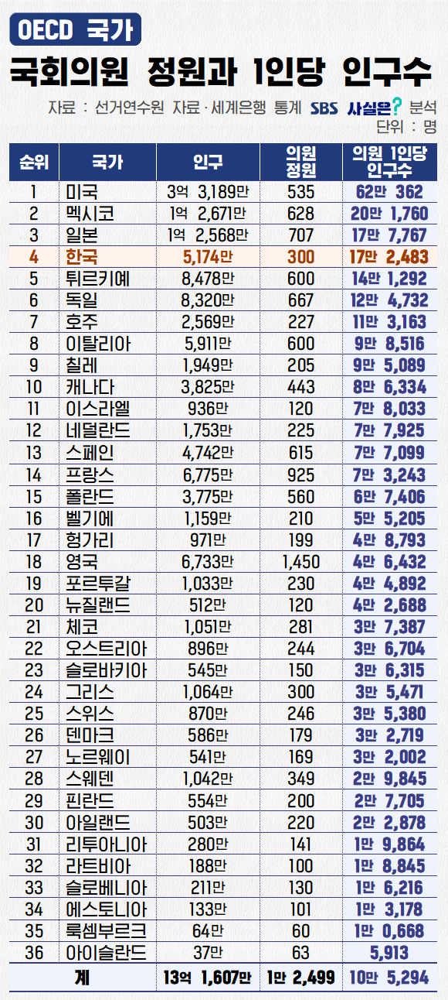 OECD 국가
국회의원 정원과 1인당 인구수
자료 : 선거연수원 자료·세계은행 통계 SBS 사실은? 분석
단위 : 명
순위 국가 인구 의원 정원 의원 1인당 인구수
1 미국 3억 3,189만 535 62만 362
2 멕시코 1억 2,671만 628 20만 1,760
3 일본 1억 2,568만 707 17만 7,767
4 한국 5,174만 300 17만 2,483
5 튀르키예 8,478만 600 14만 1,292
6 독일 8,320만 667 12만 4,732
7 호주 2,569만 227 11만 3,163
8 이탈리아 5,911만 600 9만 8,516
9 칠레 1,949만 205 9만 5,089
10 캐나다 3,825만 443 8만 6,334
11 이스라엘 936만 120 7만 8,033
12 네덜란드 1,753만 225 7만 7,925
13 스페인 4,742만 615 7만 7,099
14 프랑스 6,775만 925 7만 3,243
15 폴란드 3,775만 560 6만 7,406
16 벨기에 1,159만 210 5만 5,205
17 헝가리 971만 199 4만 8,793
18 영국 6,733만 1,450 4만 6,432
19 포르투갈 1,033만 230 4만 4,892
20 뉴질랜드 512만 120 4만 2,688
21 체코 1,051만 281 3만 7,387
22 오스트리아 896만 244 3만 6,704
23 슬로바키아 545만 150 3만 6,315
24 그리스 1,064만 300 3만 5,471
25 스위스 870만 246 3만 5,380
26 덴마크 586만 179 3만 2,719
27 노르웨이 541만 169 3만 2,002
28 스웨덴 1,042만 349 2만 9,845
29 핀란드 554만 200 2만 7,705
30 아일랜드 503만 220 2만 2,878
31 리투아니아 280만 141 1만 9,864
32 라트비아 188만 100 1만 8,845
33 슬로베니아 211만 130 1만 6,216
34 에스토니아 133만 101 1만 3,178
35 룩셈부르크 64만 60 1만 0,668
36 아이슬란드 37만 63 5,913
계 13억 1,607만 1만 2,499 10만 5,294